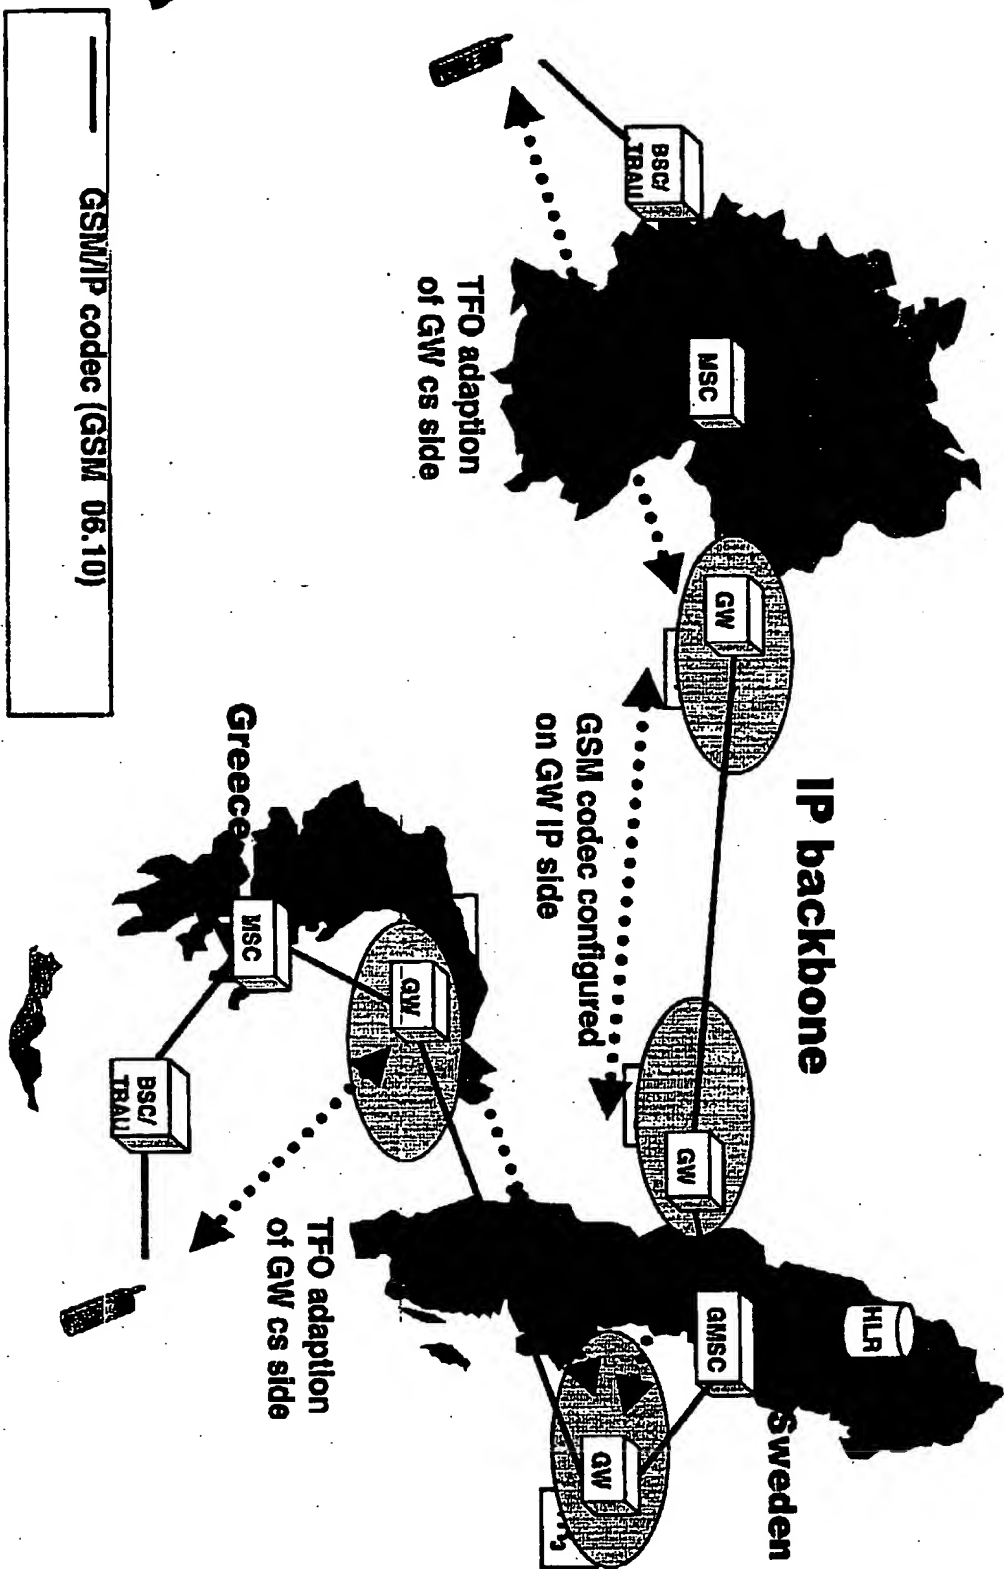 IP backbone
BSC/
TRAU
MSC
GW
GW
HLR
Sweden
GMSC
GW
TFO adaption
of GW cs side
GSM codec configured
on GW IP side
Greece
MSC
GW
BSC/
TRAU
TFO adaption
of GW cs side
GSM/IP codec (GSM 06.10)